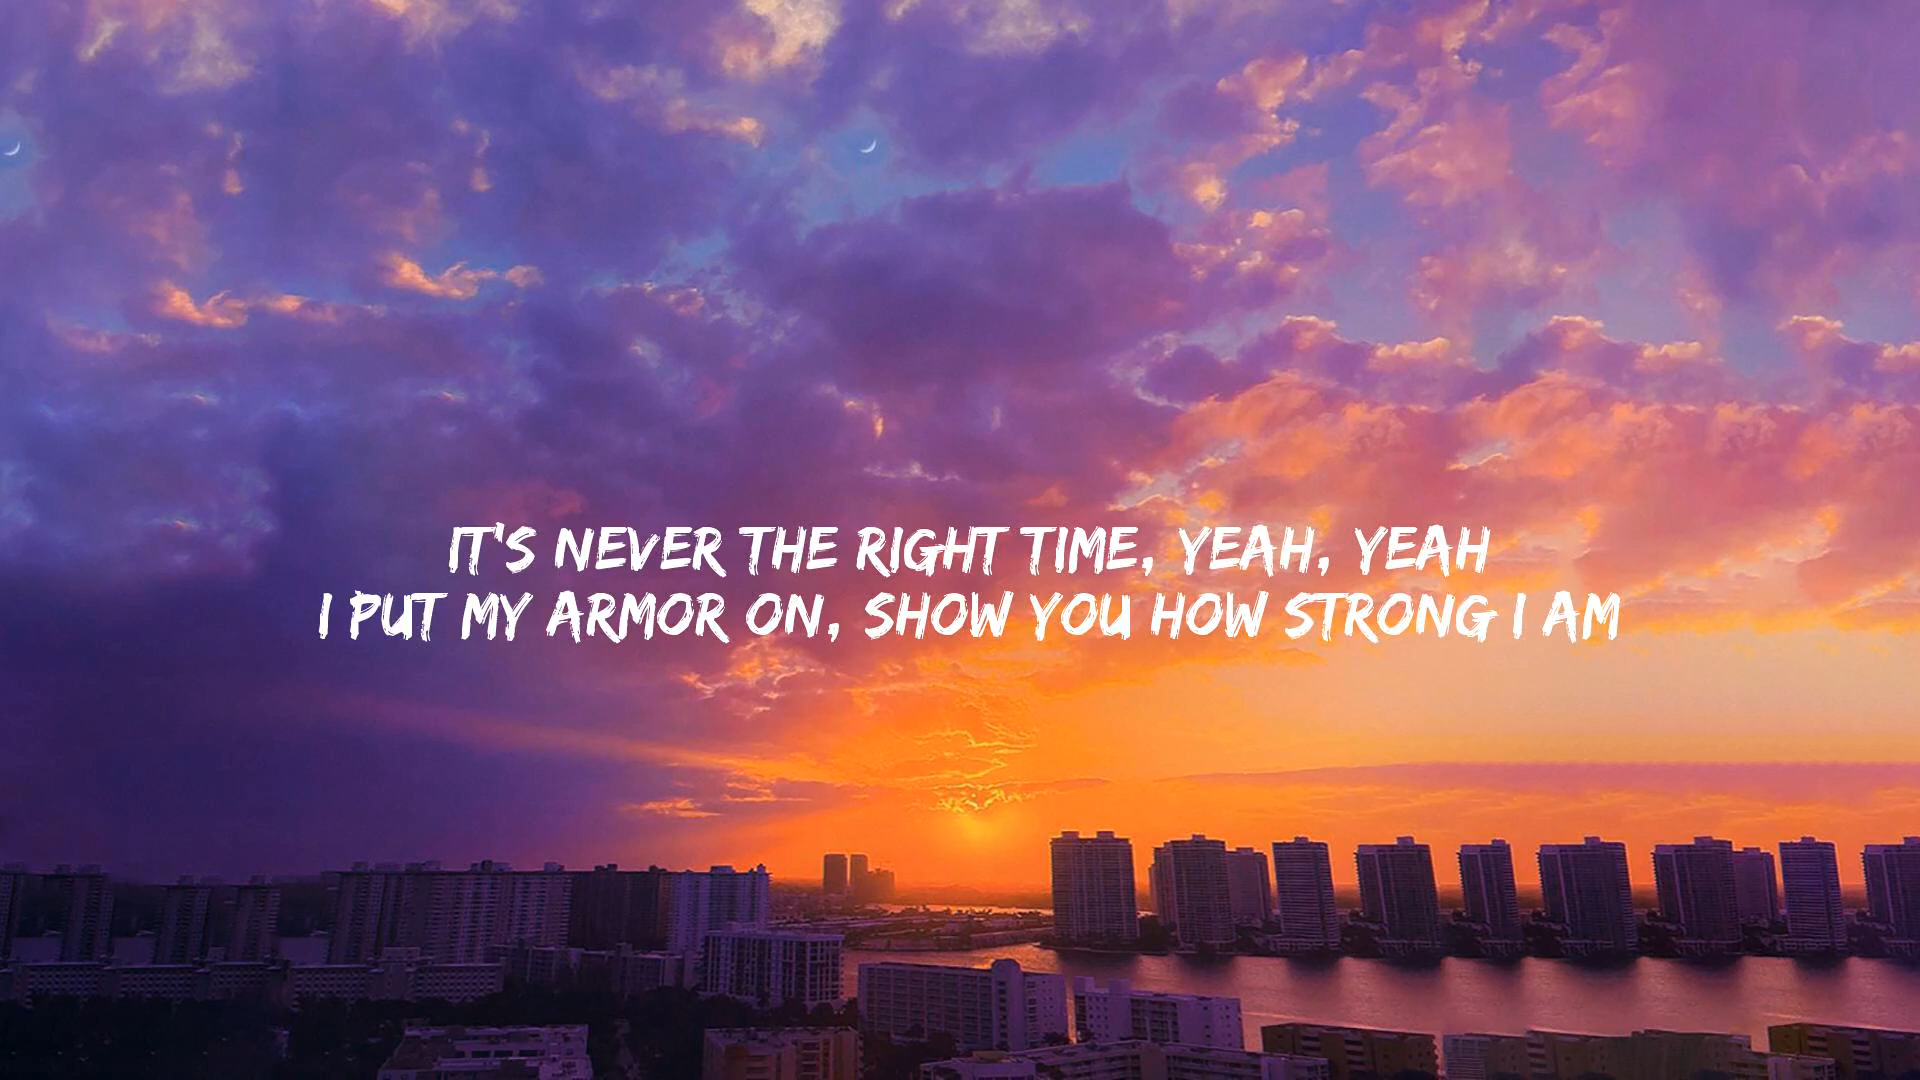 IT'S NEVER THE RIGHT TIME, YEAH, YEAH
I PUT MY ARMOR ON, SHOW YOU HOW STRONG I AM